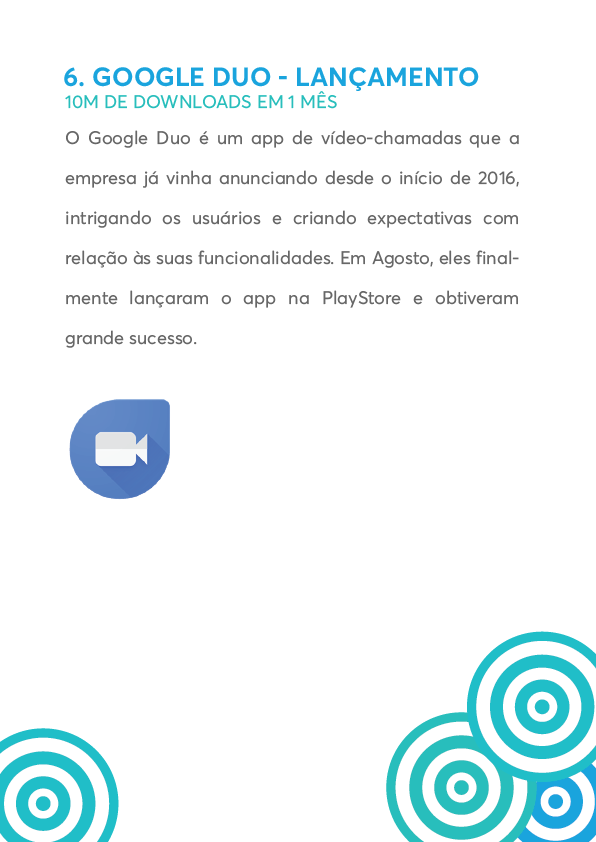 6. GOOGLE DUO - LANÇAMENTO
10M DE DOWNLOADS EM 1 MÊS
O Google Duo é um app de vídeo-chamadas que a
empresa já vinha anunciando desde o início de 2016,
intrigando os usuários e criando expectativas com
relação às suas funcionalidades. Em Agosto, eles final-
mente lançaram o app na PlayStore e obtiveram
grande sucesso.